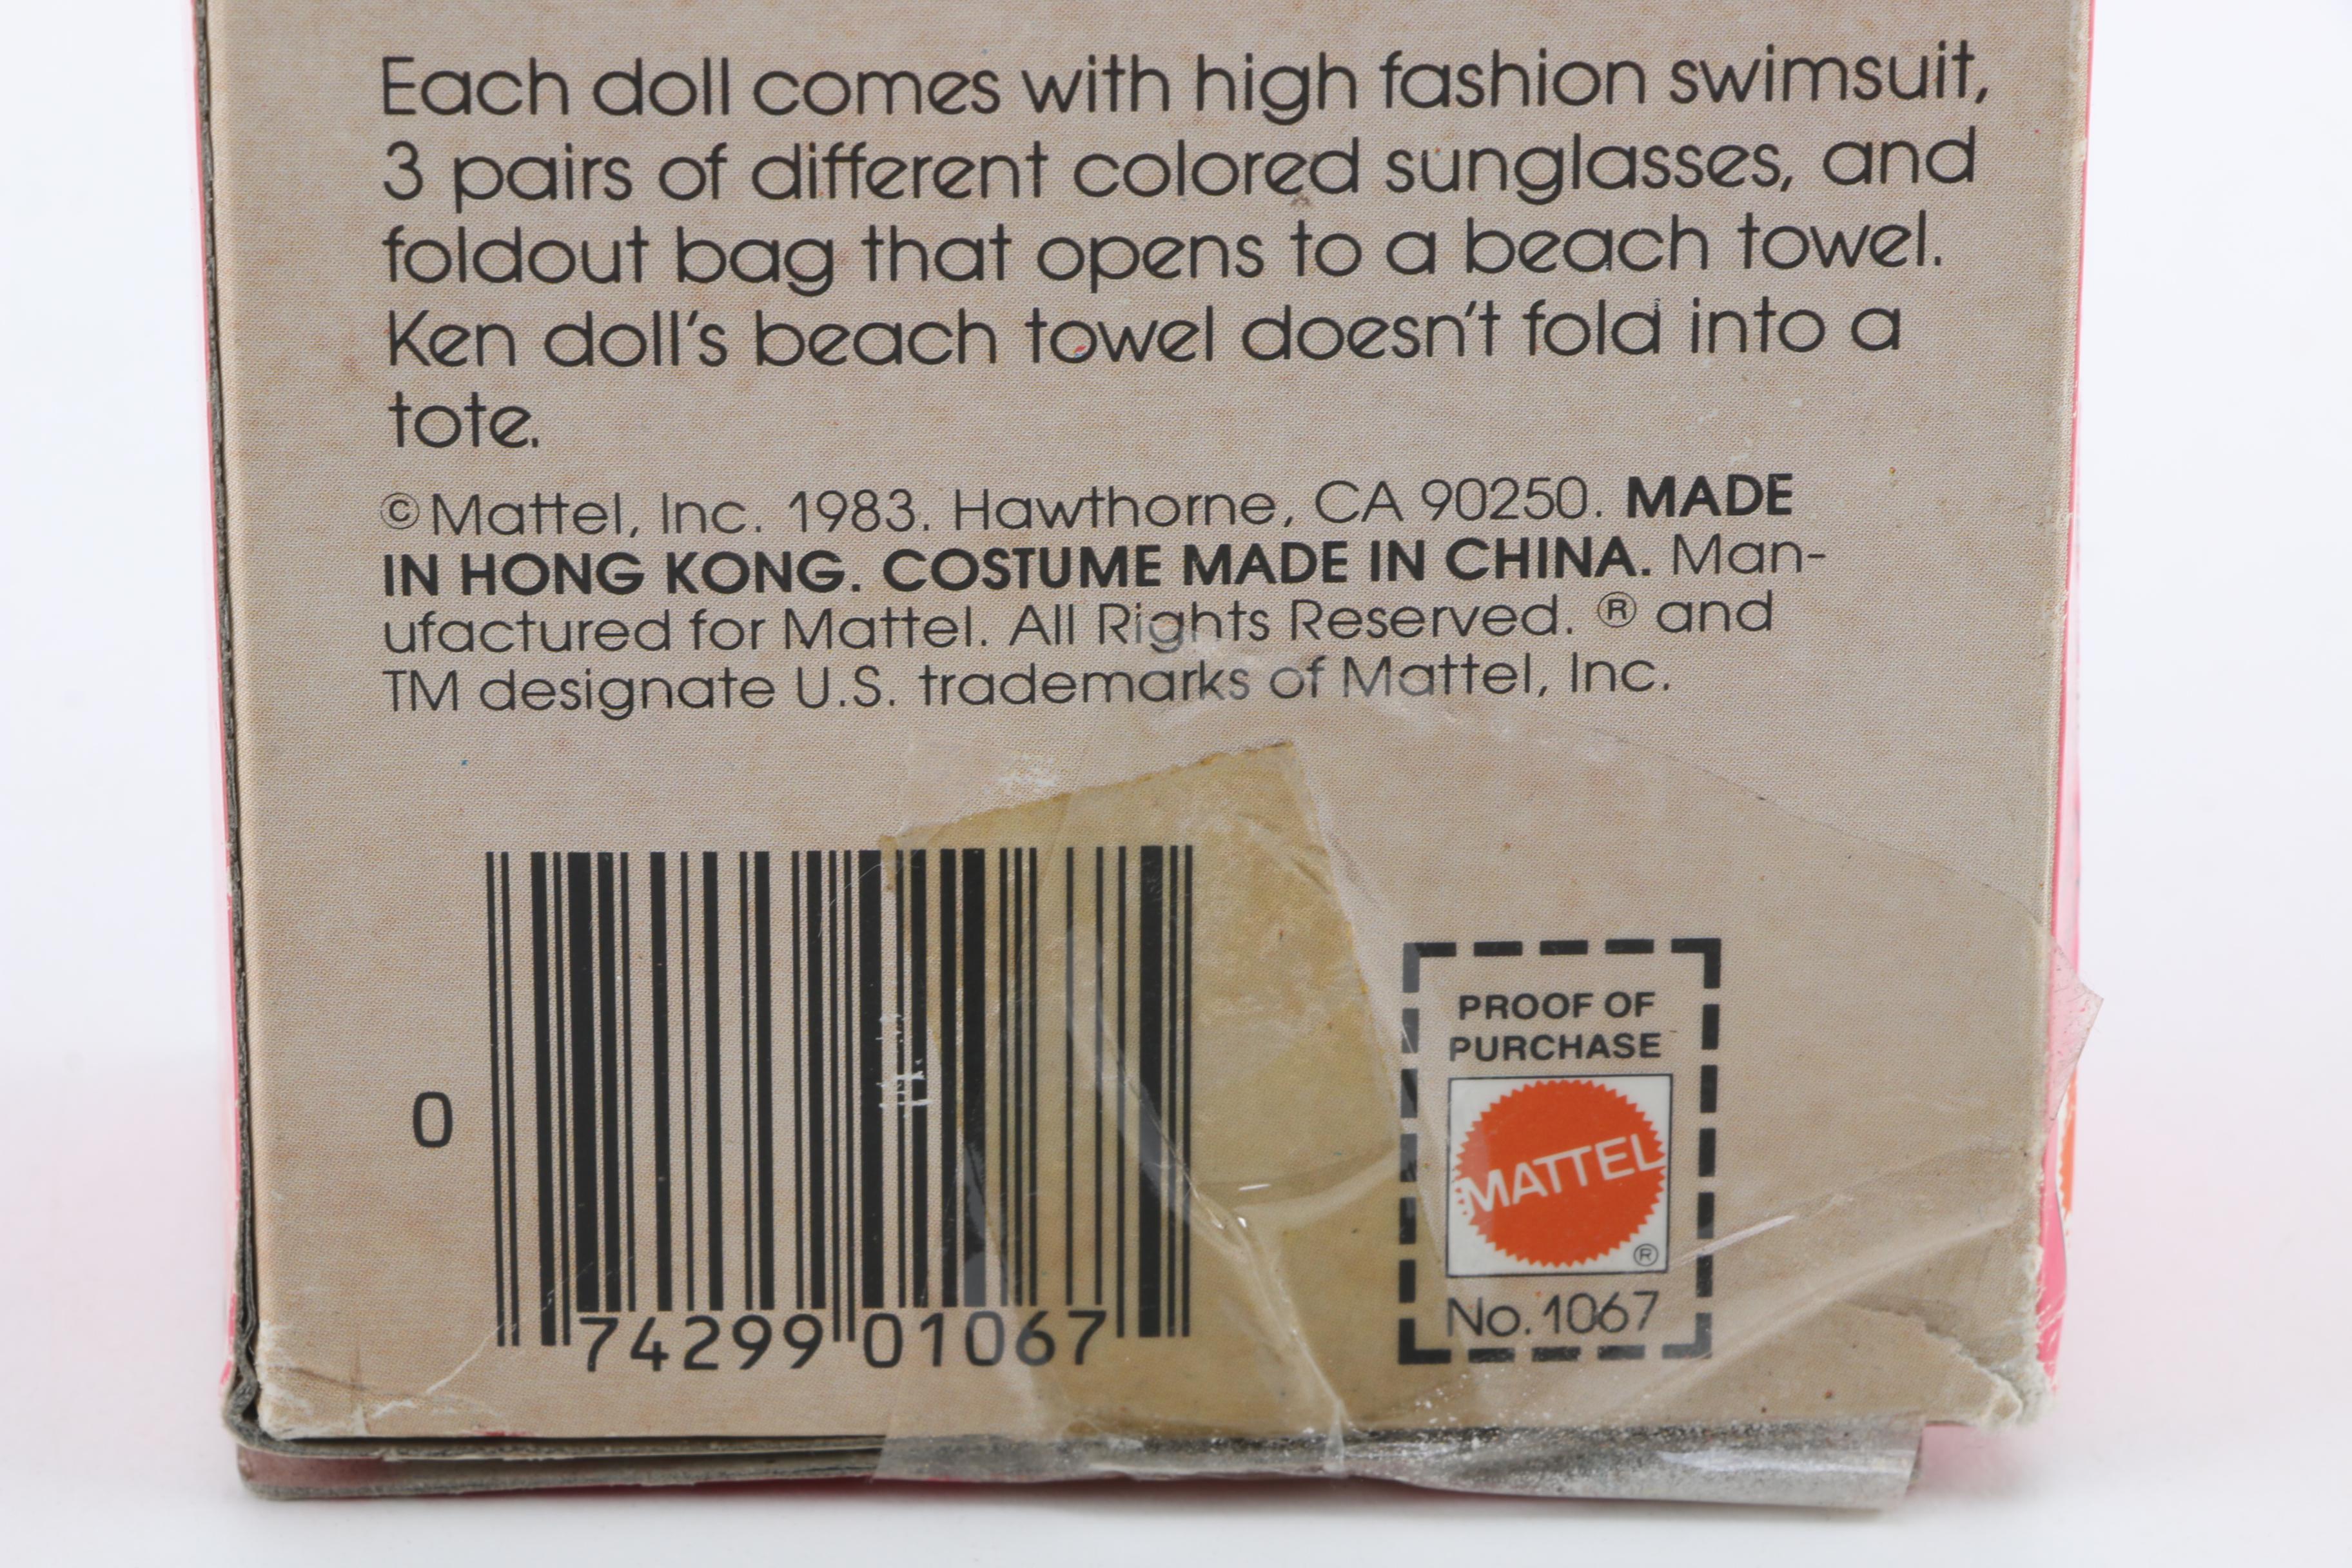 Each doll comes with high fashion swimsuit,
3 pairs of different colored sunglasses, and
foldout bag that opens to a beach towel.
Ken doll's beach towel doesn't fold into a
tote.
©Mattel, Inc. 1983. Hawthorne, CA 90250. MADE
IN HONG KONG. COSTUME MADE IN CHINA. Man-
ufactured for Mattel. All Rights Reserved. ® and
TM designate U.S. trademarks of Mattel, Inc.
0
74299 01067
PROOF OF
PURCHASE
MATTEL
®
No. 1067